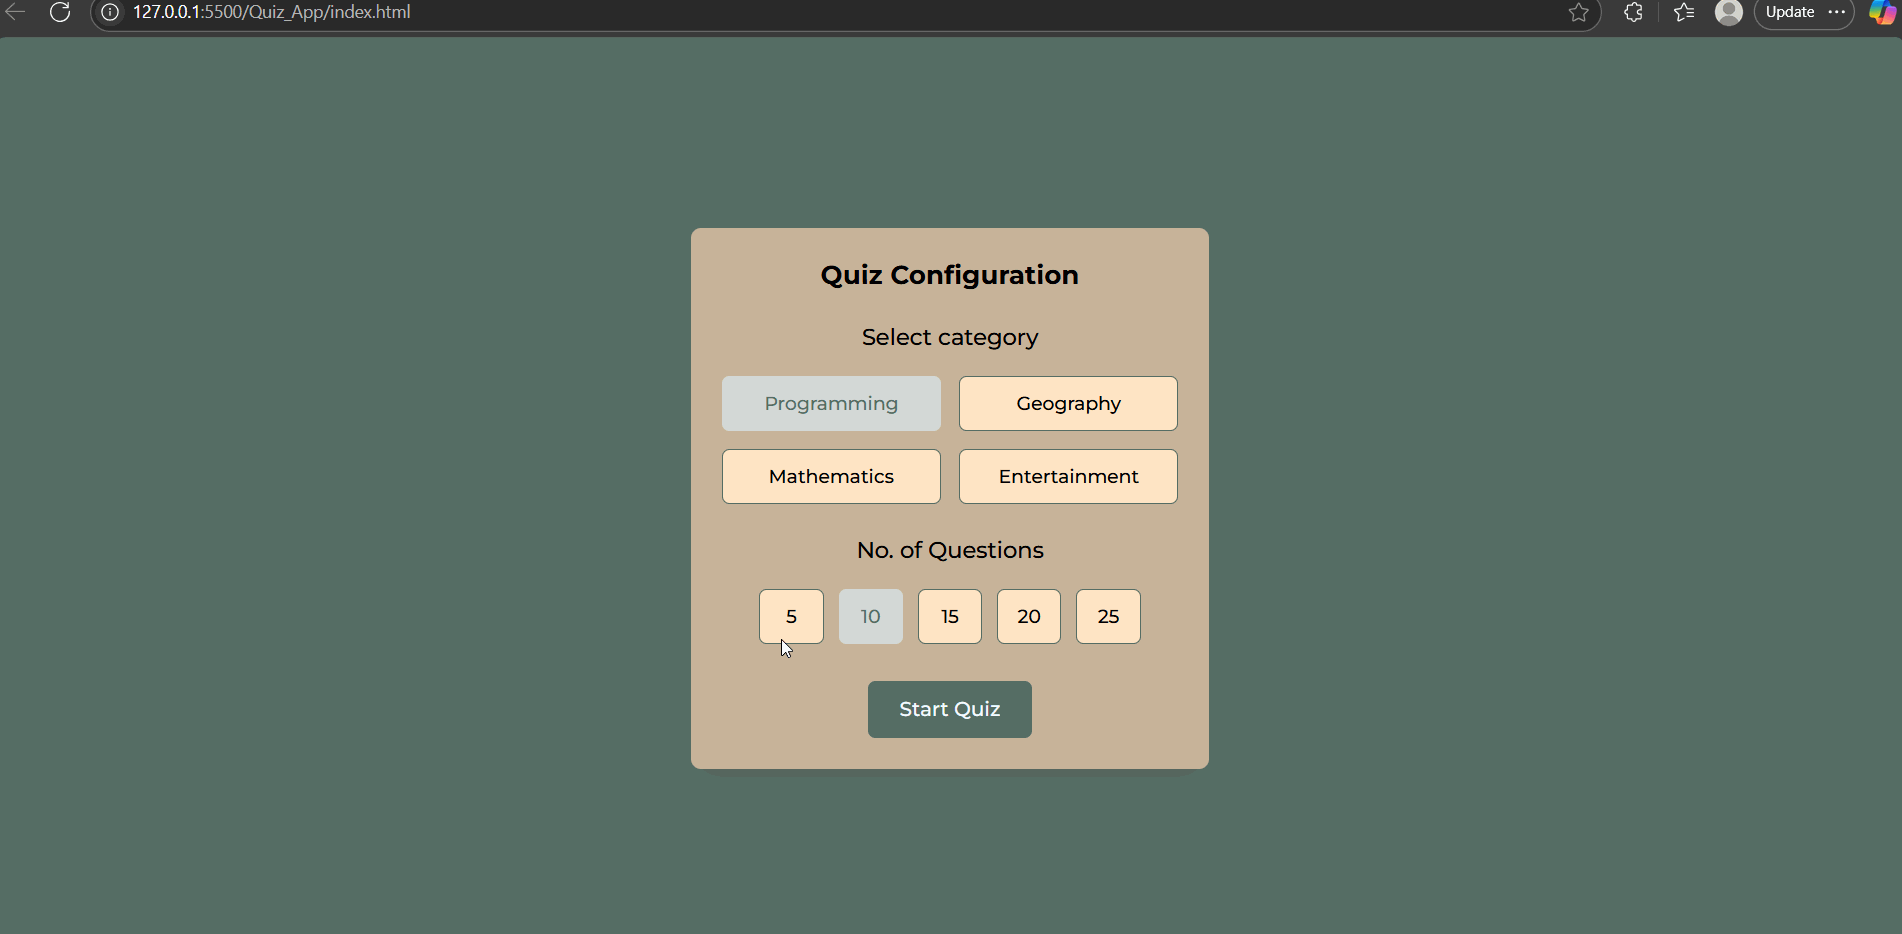 127.0.0.1:5500/Quiz_App/index.html
Update
Quiz Configuration
Select category
Programming Geography
Mathematics Entertainment
No. of Questions
5 10 15 20 25
Start Quiz